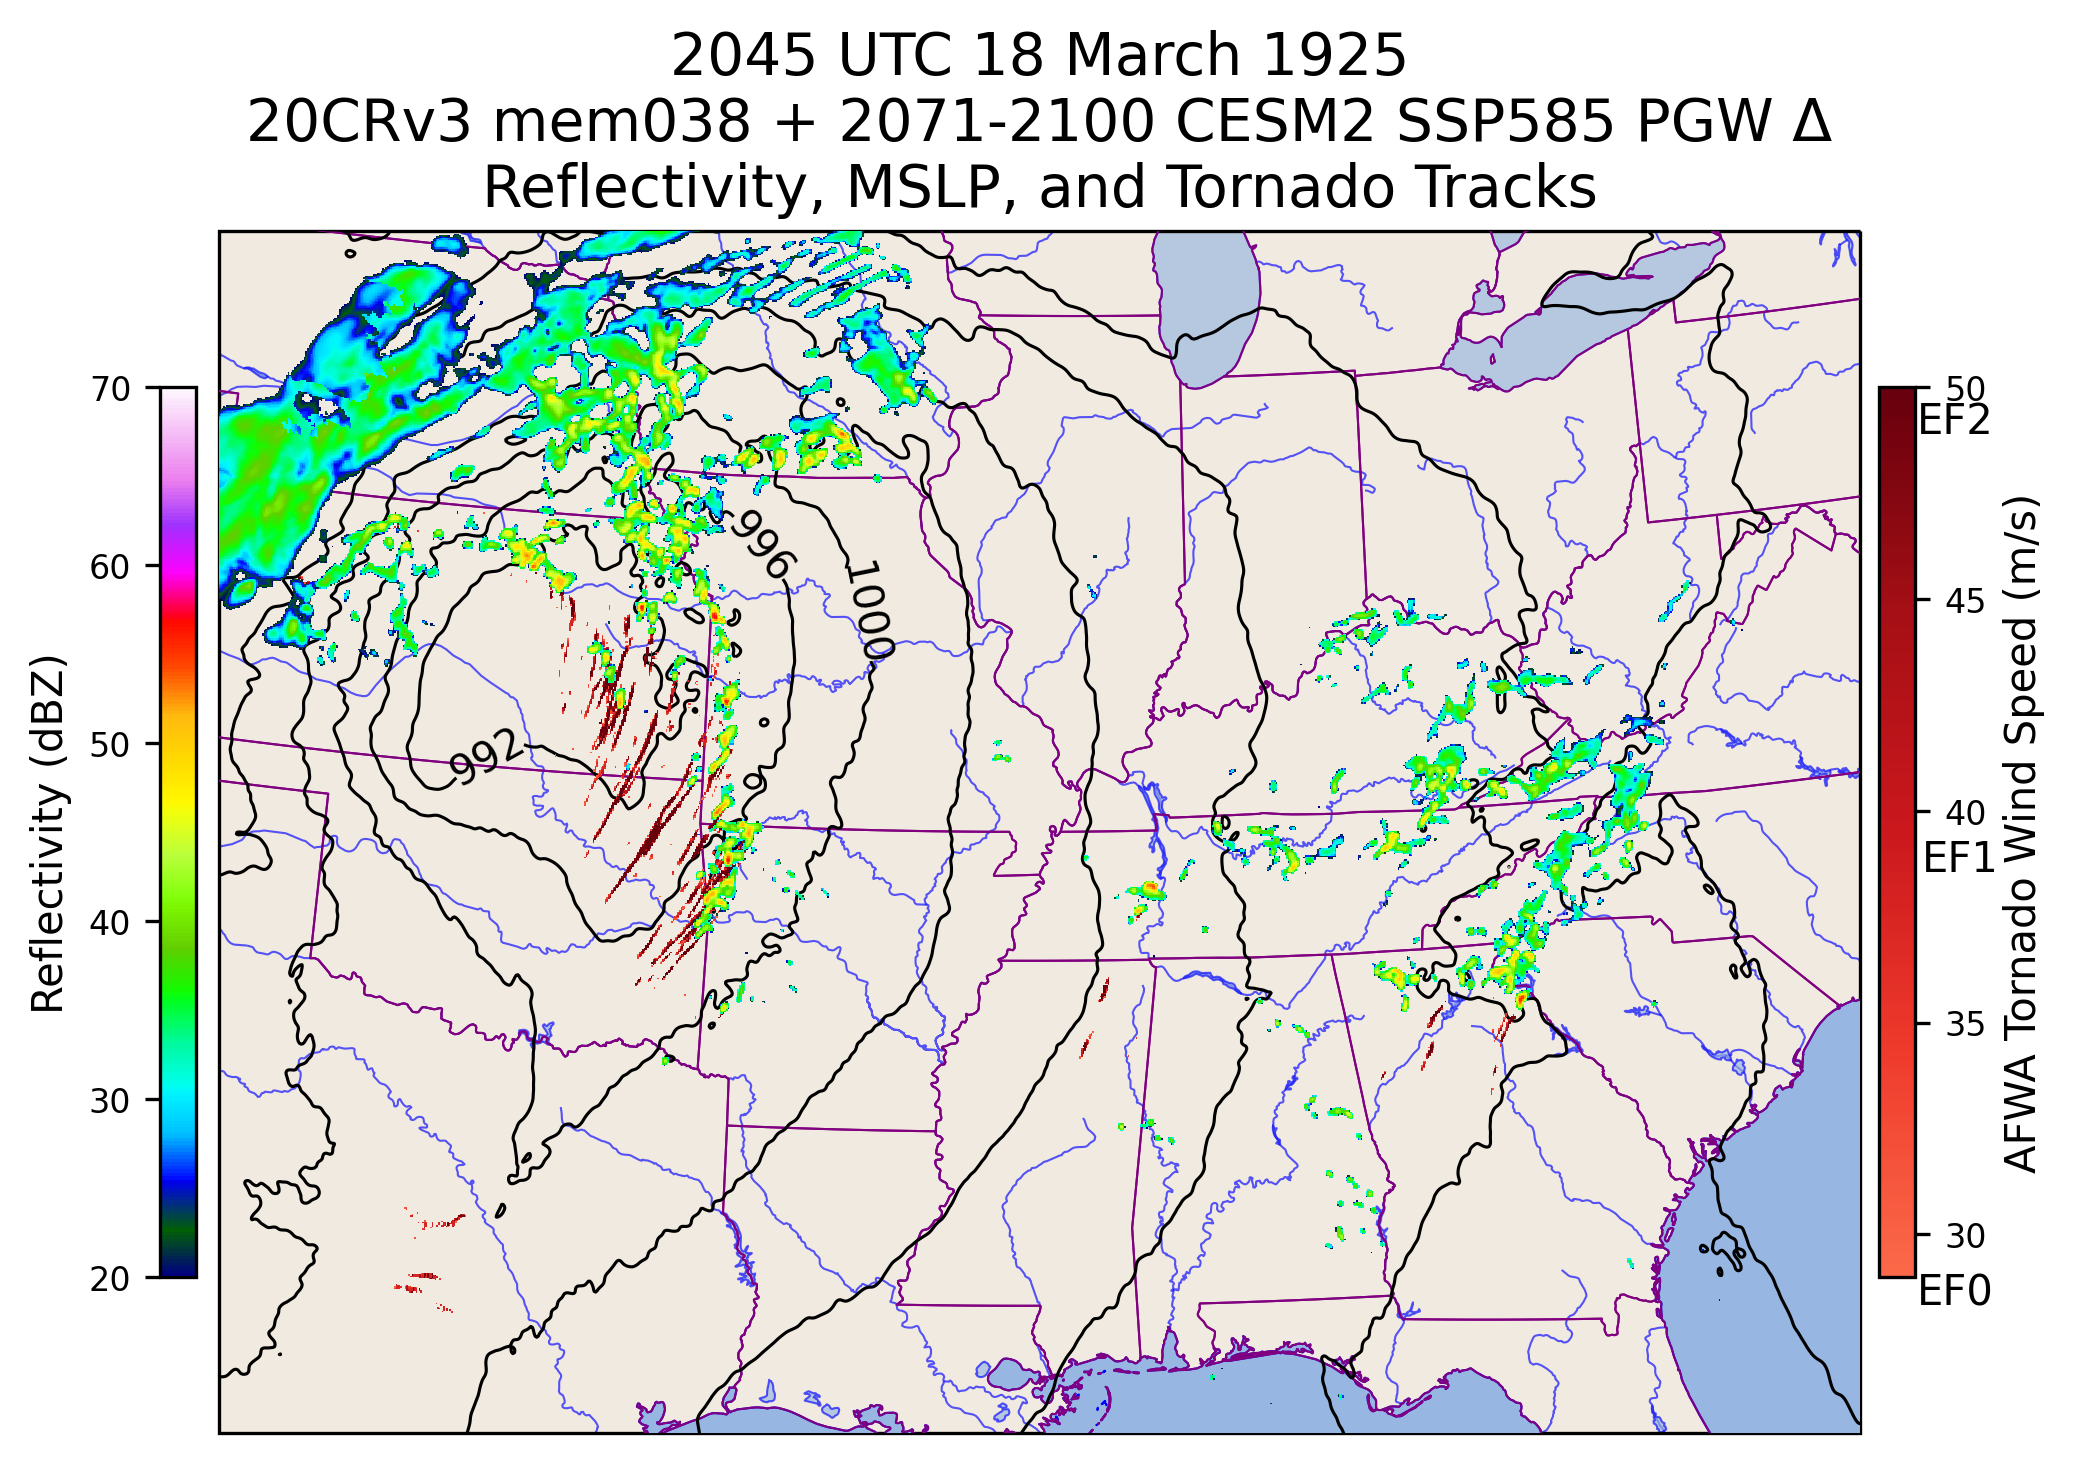 2045 UTC 18 March 1925
20CRv3 mem038 + 2071-2100 CESM2 SSP585 PGW Δ
Reflectivity, MSLP, and Tornado Tracks
Reflectivity (dBZ)
70
60
50
40
30
20
996
1000
992
50
EF2
45
40
EF1
35
30
EF0
AFWA Tornado Wind Speed (m/s)